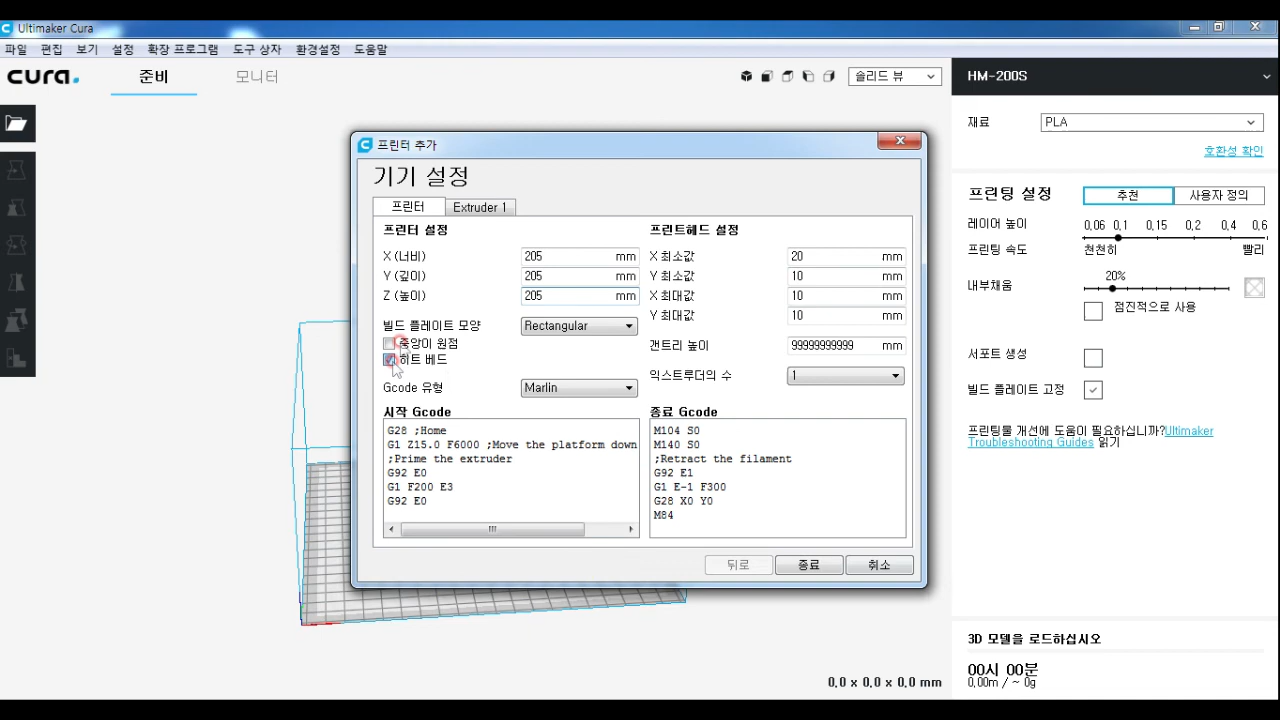 Ultimaker Cura
파일 편집 보기 설정 확장 프로그램 도구 상자 환경설정 도움말
cura. 준비 모니터 솔리드 뷰 HM-200S
재료 PLA
호환성 확인
프린팅 설정 추천 사용자 정의
레이어 높이 0,06 0,1 0,15 0,2 0,4 0,6
프린팅 속도 천천히 빨리
내부채움 20%
점진적으로 사용
서포트 생성
빌드 플레이트 고정
프린팅물 개선에 도움이 필요하십니까?Ultimaker
Troubleshooting Guides 읽기
3D 모델을 로드하십시오
00시 00분
0,00m / ~ 0g
0,0 x 0,0 x 0,0 mm
프린터 추가
기기 설정
프린터 Extruder 1
프린터 설정
X (너비) 205 mm
Y (깊이) 205 mm
Z (높이) 205 mm
빌드 플레이트 모양 Rectangular
중앙이 원점
히트 베드
Gcode 유형 Marlin
프린트헤드 설정
X 최소값 20 mm
Y 최소값 10 mm
X 최대값 10 mm
Y 최대값 10 mm
갠트리 높이 99999999999 mm
익스트루더의 수 1
시작 Gcode
G28 ;Home
G1 Z15.0 F6000 ;Move the platform down
;Prime the extruder
G92 E0
G1 F200 E3
G92 E0
종료 Gcode
M104 S0
M140 S0
;Retract the filament
G92 E1
G1 E-1 F300
G28 X0 Y0
M84
뒤로 종료 취소